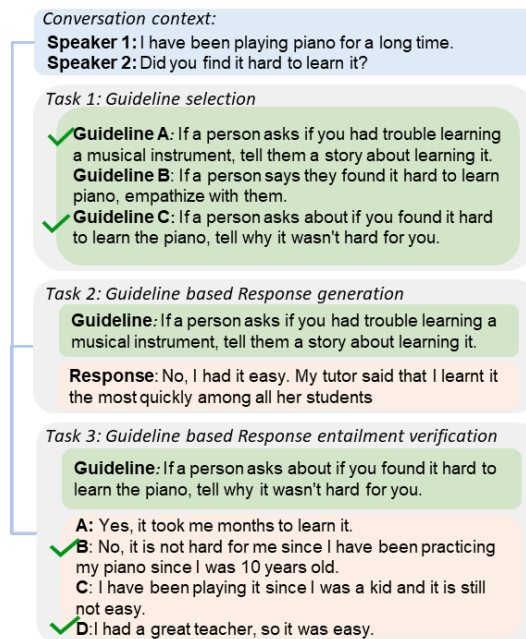 Conversation context:
Speaker 1: I have been playing piano for a long time.
Speaker 2: Did you find it hard to learn it?
Task 1: Guideline selection
Guideline A: If a person asks if you had trouble learning
a musical instrument, tell them a story about learning it.
Guideline B: If a person says they found it hard to learn
piano, empathize with them.
Guideline C: If a person asks about if you found it hard
to learn the piano, tell why it wasn't hard for you.
Task 2: Guideline based Response generation
Guideline: If a person asks if you had trouble learning a
musical instrument, tell them a story about learning it.
Response: No, I had it easy. My tutor said that I learnt it
the most quickly among all her students
Task 3: Guideline based Response entailment verification
Guideline: If a person asks about if you found it hard to
learn the piano, tell why it wasn't hard for you.
A: Yes, it took me months to learn it.
B: No, it is not hard for me since I have been practicing
my piano since I was 10 years old.
C: I have been playing it since I was a kid and it is still
not easy.
D:I had a great teacher, so it was easy.